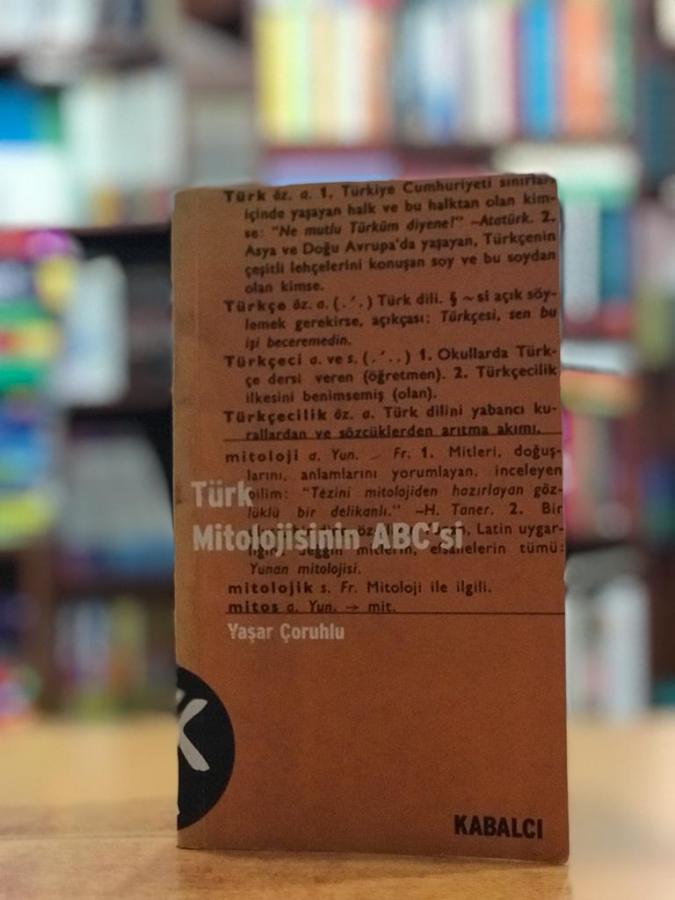 Türk öz. a. 1. Türkiye Cumhuriyeti sınırları
içinde yaşayan halk ve bu halktan olan kim-
se: "Ne mutlu Türküm diyene!" –Atatürk. 2.
Asya ve Doğu Avrupa'da yaşayan, Türkçenin
çeşitli lehçelerini konuşan soy ve bu soydan
olan kimse.
Türkçe öz. a. (.´.) Türk dili. § ~si açık söy-
lemek gerekirse, açıkçası: Türkçesi, sen bu
işi beceremedin.
Türkçeci a. ve s. (.´..) 1. Okullarda Türk-
çe dersi veren (öğretmen). 2. Türkçecilik
ilkesini benimsemiş (olan).
Türkçecilik öz. a. Türk dilini yabancı ku-
rallardan ve sözcüklerden arıtma akımı.
mitoloji a. Yun. Fr. 1. Mitleri, doğuş-
larını, anlamlarını yorumlayan, inceleyen
bilim: "Tezini mitolojiden hazırlayan göz-
lüklü bir delikanlı." –H. Taner. 2. Bir
Latin uygar-
mitlerin, efsanelerin tümü:
Yunan mitolojisi.
mitolojik s. Fr. Mitoloji ile ilgili.
mitos a. Yun. → mit.
Türk
Mitolojisinin ABC'si
Yaşar Çoruhlu
K
KABALCI